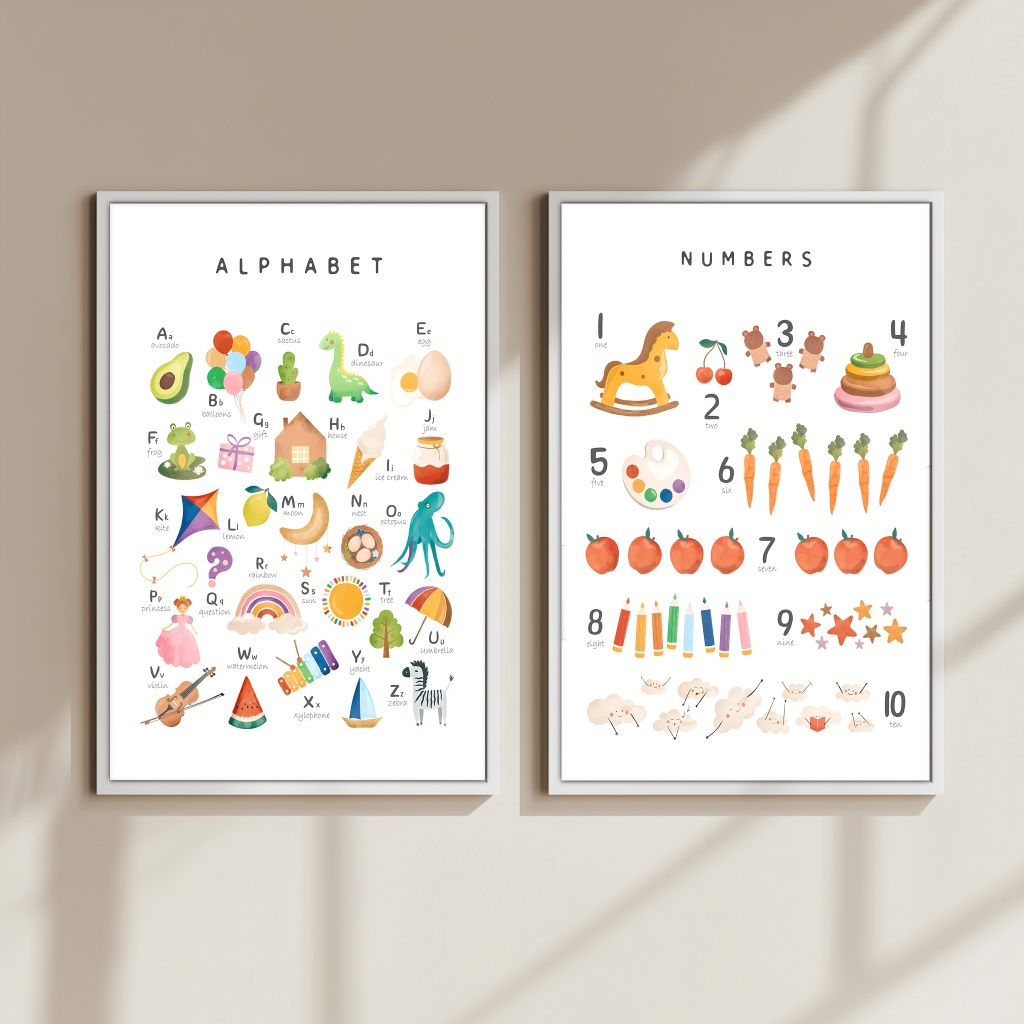 ALPHABET
Aa
avocado
Bb
balloons
Cc
cactus
Dd
dinosaur
Ee
egg
Ff
frog
Gg
gift
Hh
house
Ii
ice cream
Jj
jam
Kk
kite
Ll
lemon
Mm
moon
Nn
nest
Oo
octopus
Pp
princess
Qq
question
?
Rr
rainbow
Ss
sun
Tt
tree
Uu
umbrella
Vv
violin
Ww
watermelon
Xx
xylophone
Yy
yacht
Zz
zebra
NUMBERS
1
one
2
two
3
three
4
four
5
five
6
six
7
seven
8
eight
9
nine
10
ten